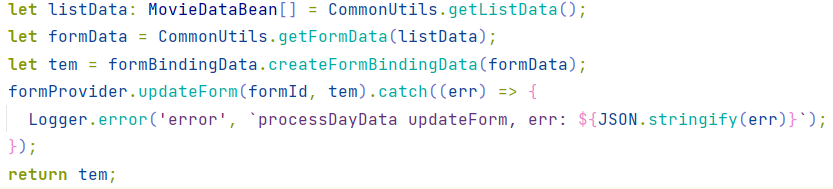 let listData: MovieDataBean[] = CommonUtils.getListData();
let formData = CommonUtils.getFormData(listData);
let tem = formBindingData.createFormBindingData(formData);
formProvider.updateForm(formId, tem).catch((err) => {
  Logger.error('error', `processDayData updateForm, err: ${JSON.stringify(err)}`);
});
return tem;